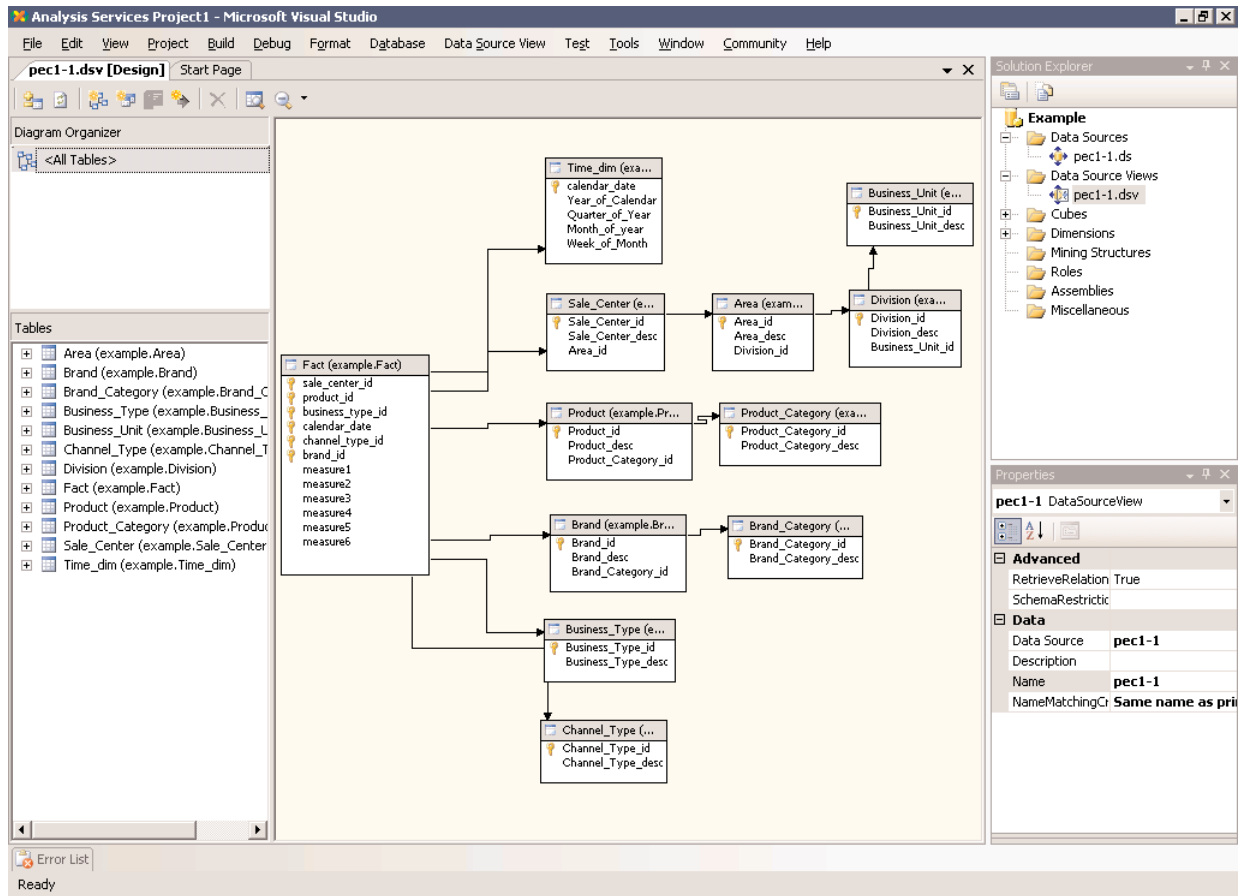 Analysis Services Project1 - Microsoft Visual Studio
File Edit View Project Build Debug Format Database Data Source View Test Tools Window Community Help
pec1-1.dsv [Design] Start Page
Diagram Organizer
<All Tables>
Tables
Area (example.Area)
Brand (example.Brand)
Brand_Category (example.Brand_C
Business_Type (example.Business_
Business_Unit (example.Business_U
Channel_Type (example.Channel_T
Division (example.Division)
Fact (example.Fact)
Product (example.Product)
Product_Category (example.Produc
Sale_Center (example.Sale_Center
Time_dim (example.Time_dim)
Fact (example.Fact)
sale_center_id
product_id
business_type_id
calendar_date
channel_type_id
brand_id
measure1
measure2
measure3
measure4
measure5
measure6
Time_dim (exa...
calendar_date
Year_of_Calendar
Quarter_of_Year
Month_of_year
Week_of_Month
Business_Unit (e...
Business_Unit_id
Business_Unit_desc
Sale_Center (e...
Sale_Center_id
Sale_Center_desc
Area_id
Area (exam...
Area_id
Area_desc
Division_id
Division (exa...
Division_id
Division_desc
Business_Unit_id
Product (example.Pr...
Product_id
Product_desc
Product_Category_id
Product_Category (exa...
Product_Category_id
Product_Category_desc
Brand (example.Br...
Brand_id
Brand_desc
Brand_Category_id
Brand_Category (...
Brand_Category_id
Brand_Category_desc
Business_Type (e...
Business_Type_id
Business_Type_desc
Channel_Type (...
Channel_Type_id
Channel_Type_desc
Solution Explorer
Example
Data Sources
pec1-1.ds
Data Source Views
pec1-1.dsv
Cubes
Dimensions
Mining Structures
Roles
Assemblies
Miscellaneous
Properties
pec1-1 DataSourceView
Advanced
RetrieveRelation True
SchemaRestrictic
Data
Data Source pec1-1
Description
Name pec1-1
NameMatchingCr Same name as pri
Error List
Ready